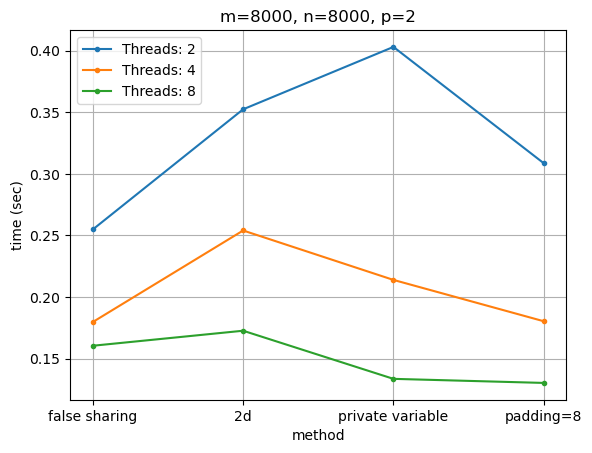 m=8000, n=8000, p=2
Threads: 2
Threads: 4
Threads: 8
time (sec)
0.40
0.35
0.30
0.25
0.20
0.15
false sharing
2d
private variable
padding=8
method